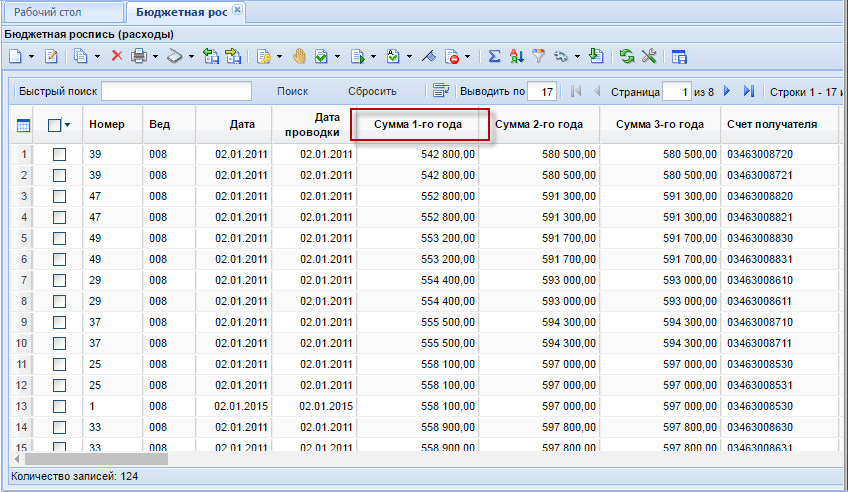 Рабочий стол Бюджетная рос
Бюджетная роспись (расходы)
Быстрый поиск Поиск Сбросить Выводить по 17 Страница 1 из 8 Строки 1 - 17 и
Номер Вед Дата Дата проводки Сумма 1-го года Сумма 2-го года Сумма 3-го года Счет получателя
1 39 008 02.01.2011 02.01.2011 542 800,00 580 500,00 580 500,00 03463008720
2 39 008 02.01.2011 02.01.2011 542 800,00 580 500,00 580 500,00 03463008721
3 47 008 02.01.2011 02.01.2011 552 800,00 591 300,00 591 300,00 03463008820
4 47 008 02.01.2011 02.01.2011 552 800,00 591 300,00 591 300,00 03463008821
5 49 008 02.01.2011 02.01.2011 553 200,00 591 700,00 591 700,00 03463008830
6 49 008 02.01.2011 02.01.2011 553 200,00 591 700,00 591 700,00 03463008831
7 29 008 02.01.2011 02.01.2011 554 400,00 593 000,00 593 000,00 03463008610
8 29 008 02.01.2011 02.01.2011 554 400,00 593 000,00 593 000,00 03463008611
9 37 008 02.01.2011 02.01.2011 555 500,00 594 300,00 594 300,00 03463008710
10 37 008 02.01.2011 02.01.2011 555 500,00 594 300,00 594 300,00 03463008711
11 25 008 02.01.2011 02.01.2011 558 100,00 597 000,00 597 000,00 03463008530
12 25 008 02.01.2011 02.01.2011 558 100,00 597 000,00 597 000,00 03463008531
13 1 008 02.01.2015 02.01.2015 558 100,00 597 000,00 597 000,00 03463008530
14 33 008 02.01.2011 02.01.2011 558 900,00 597 800,00 597 800,00 03463008630
15 33 008 02.01.2011 02.01.2011 558 900,00 597 800,00 597 800,00 03463008631
Количество записей: 124